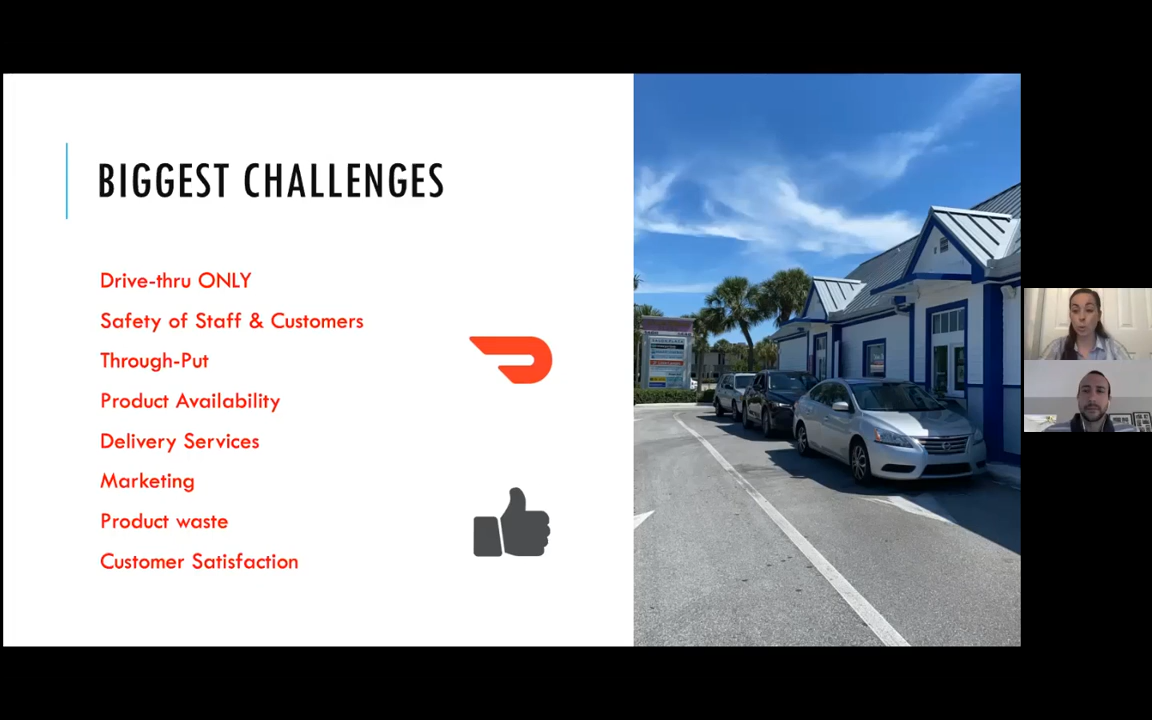 BIGGEST CHALLENGES
Drive-thru ONLY
Safety of Staff & Customers
Through-Put
Product Availability
Delivery Services
Marketing
Product waste
Customer Satisfaction